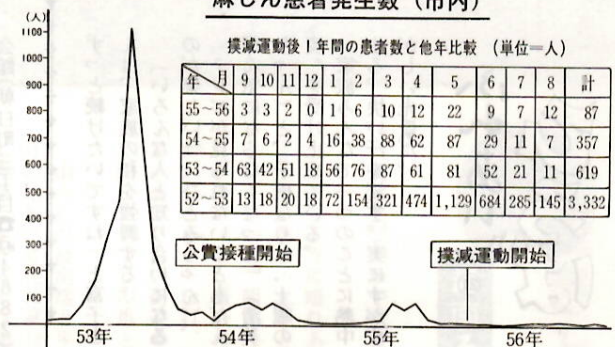 麻しん患者発生数(市内)
(人)
撲滅運動後1年間の患者数と他年比較 (単位=人)
年 月 9 10 11 12 1 2 3 4 5 6 7 8 計
55~56 3 3 2 0 1 6 10 12 22 9 7 12 87
54~55 7 6 2 4 16 38 88 62 87 29 11 7 357
53~54 63 42 51 18 56 76 87 61 81 52 21 11 619
52~53 13 18 20 18 72 154 321 474 1,129 684 285 145 3,332
1100
1000
900
800
700
600
500
400
300
200
100
公費接種開始
撲滅運動開始
53年 54年 55年 56年